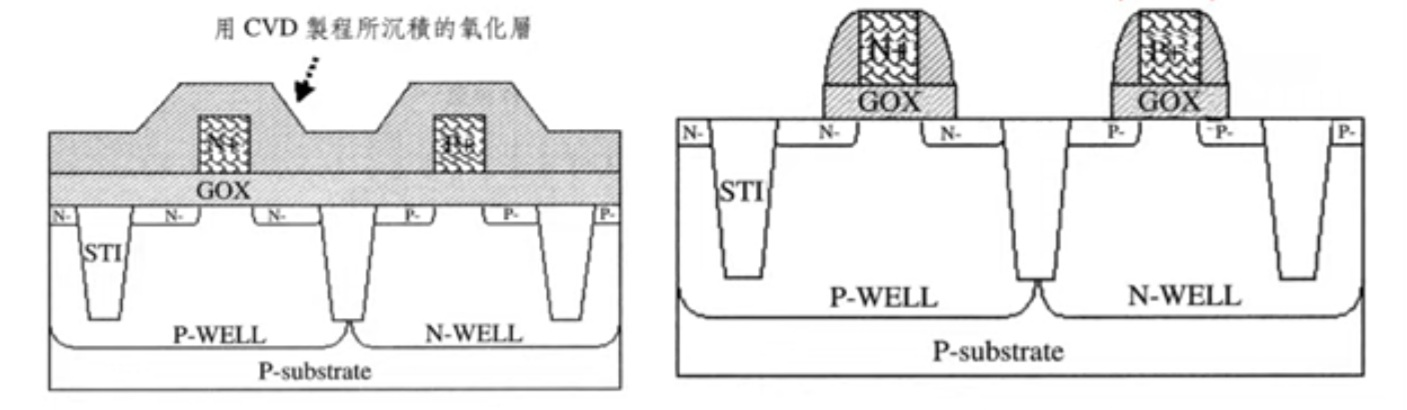 用 CVD 製程所沉積的氧化層
N+
P+
GOX
N-
N-
N-
P-
P-
P-
STI
P-WELL
N-WELL
P-substrate
N+
P+
GOX
GOX
N-
N-
N-
P-
P-
P-
STI
P-WELL
N-WELL
P-substrate